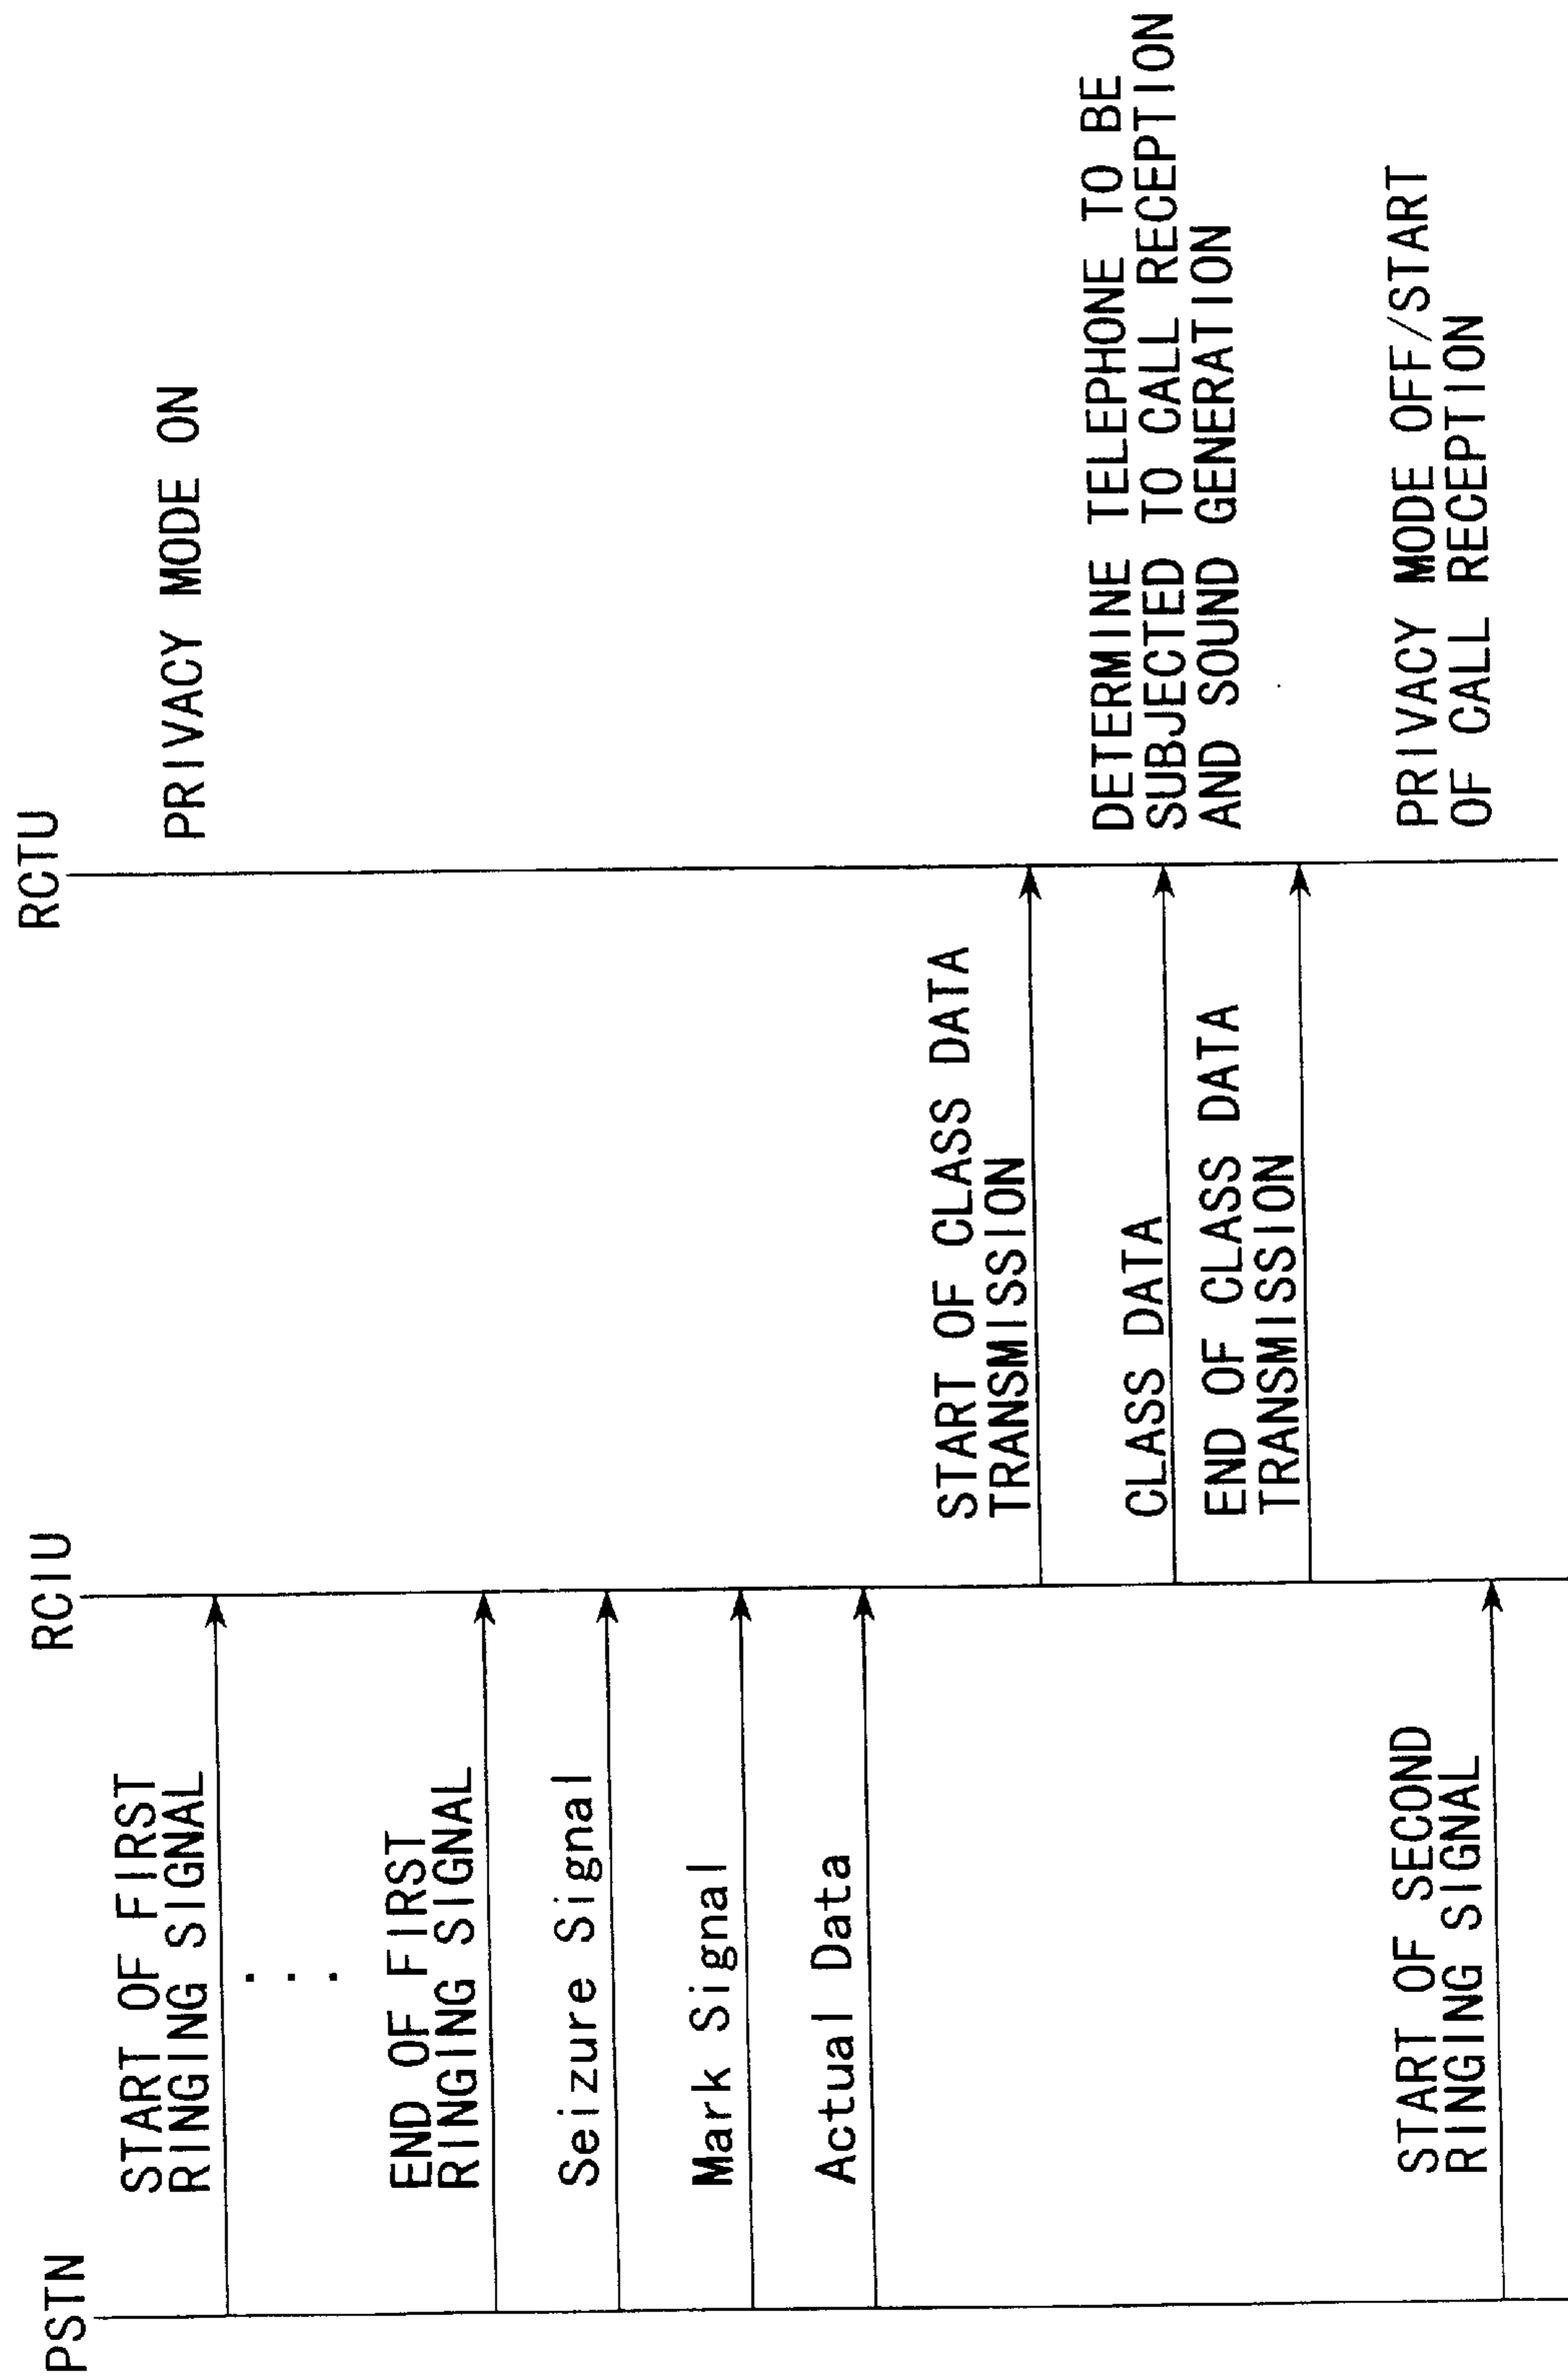 PSTN
RCIU
RCTU
START OF FIRST
RINGING SIGNAL
PRIVACY MODE ON
END OF FIRST
RINGING SIGNAL
Seizure Signal
Mark Signal
Actual Data
START OF CLASS DATA
TRANSMISSION
CLASS DATA
DETERMINE TELEPHONE TO BE
SUBJECTED TO CALL RECEPTION
AND SOUND GENERATION
END OF CLASS DATA
TRANSMISSION
START OF SECOND
RINGING SIGNAL
PRIVACY MODE OFF/START
OF CALL RECEPTION